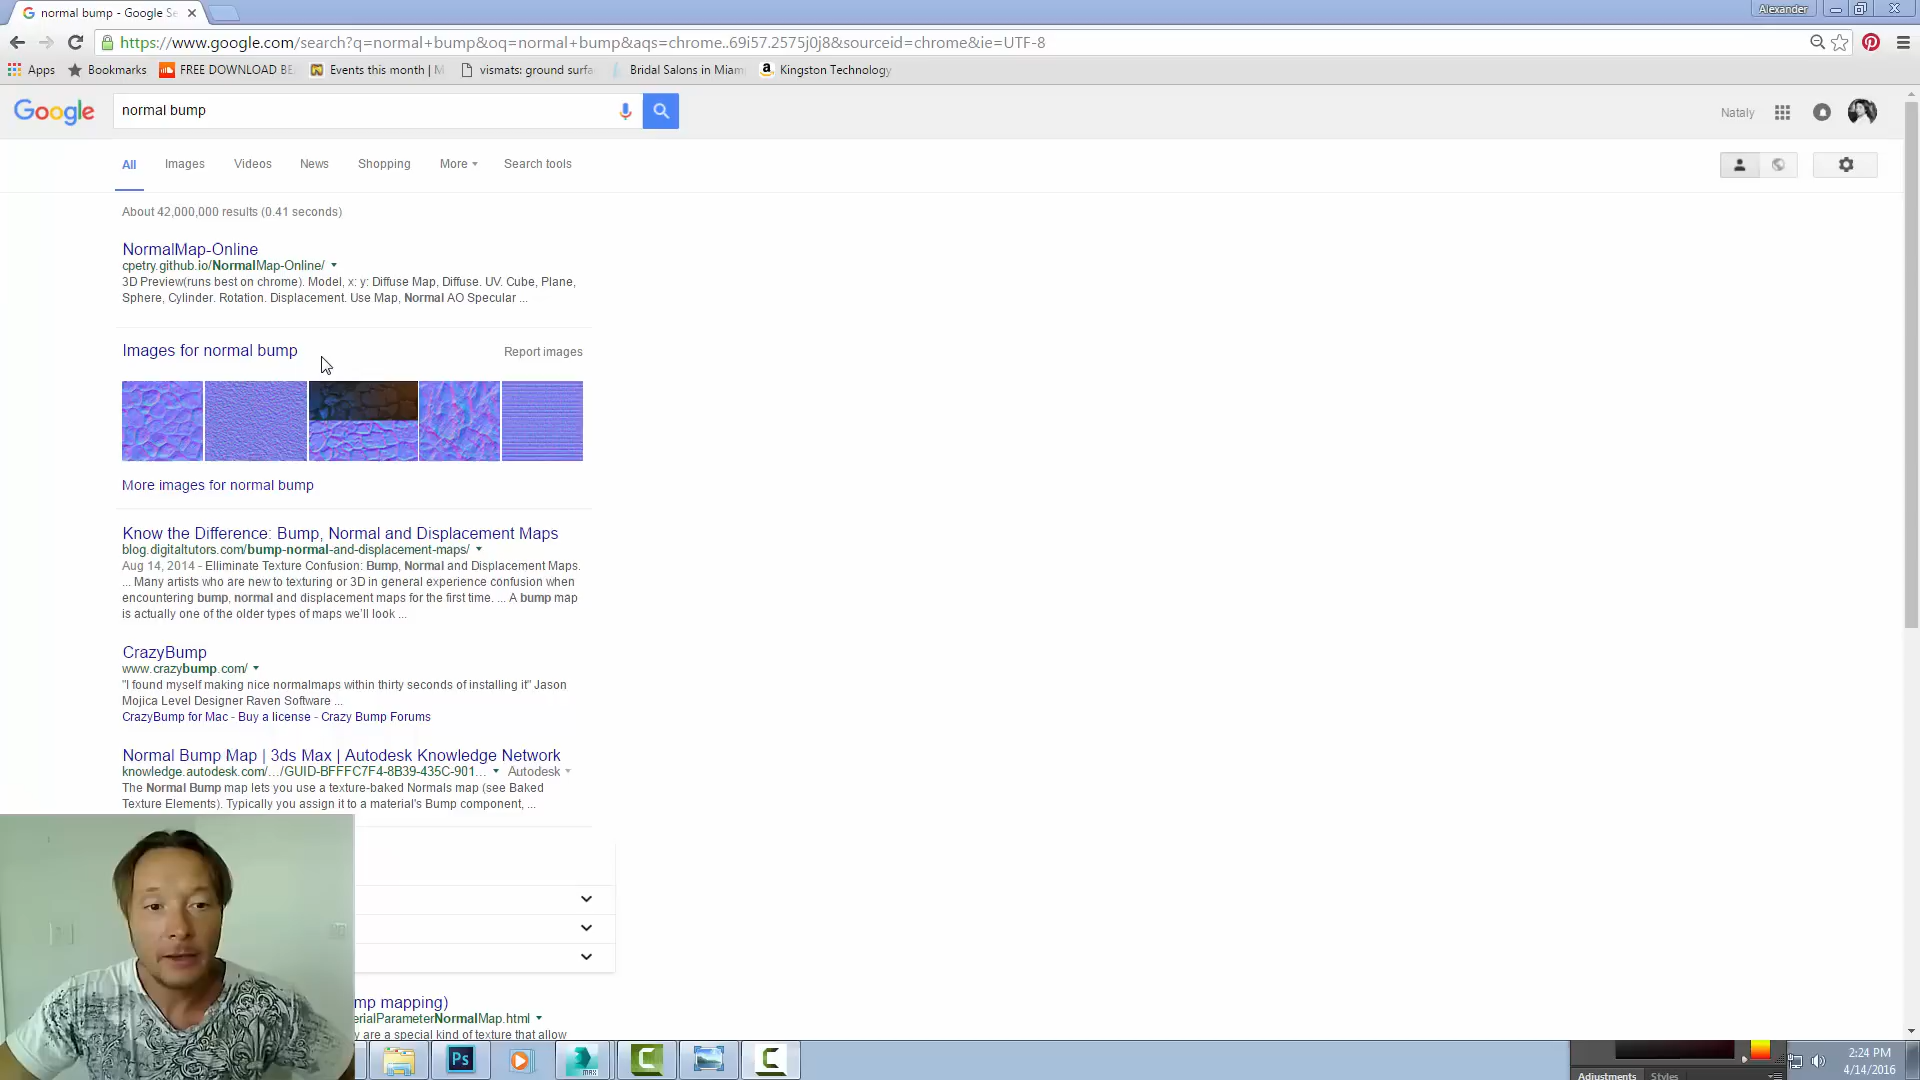 normal bump - Google Se
Alexander
https://www.google.com/search?q=normal+bump&oq=normal+bump&aqs=chrome..69i57.2575j0j8&sourceid=chrome&ie=UTF-8
Apps Bookmarks FREE DOWNLOAD BE Events this month | M vismats: ground surfa Bridal Salons in Miam Kingston Technology
Google normal bump Nataly
All Images Videos News Shopping More Search tools
About 42,000,000 results (0.41 seconds)
NormalMap-Online
cpetry.github.io/NormalMap-Online/
3D Preview(runs best on chrome). Model, x: y: Diffuse Map, Diffuse. UV. Cube, Plane,
Sphere, Cylinder. Rotation. Displacement. Use Map, Normal AO Specular ...
Images for normal bump Report images
More images for normal bump
Know the Difference: Bump, Normal and Displacement Maps
blog.digitaltutors.com/bump-normal-and-displacement-maps/
Aug 14, 2014 - Elliminate Texture Confusion: Bump, Normal and Displacement Maps.
... Many artists who are new to texturing or 3D in general experience confusion when
encountering bump, normal and displacement maps for the first time. ... A bump map
is actually one of the older types of maps we'll look ...
CrazyBump
www.crazybump.com/
"I found myself making nice normalmaps within thirty seconds of installing it" Jason
Mojica Level Designer Raven Software ...
CrazyBump for Mac - Buy a license - Crazy Bump Forums
Normal Bump Map | 3ds Max | Autodesk Knowledge Network
knowledge.autodesk.com/.../GUID-BFFFC7F4-8B39-435C-901... Autodesk
The Normal Bump map lets you use a texture-baked Normals map (see Baked
Texture Elements). Typically you assign it to a material's Bump component, ...
mp mapping)
erialParameterNormalMap.html
y are a special kind of texture that allow
Ps
MAX
2:24 PM
4/14/2016
Adjustments Styles